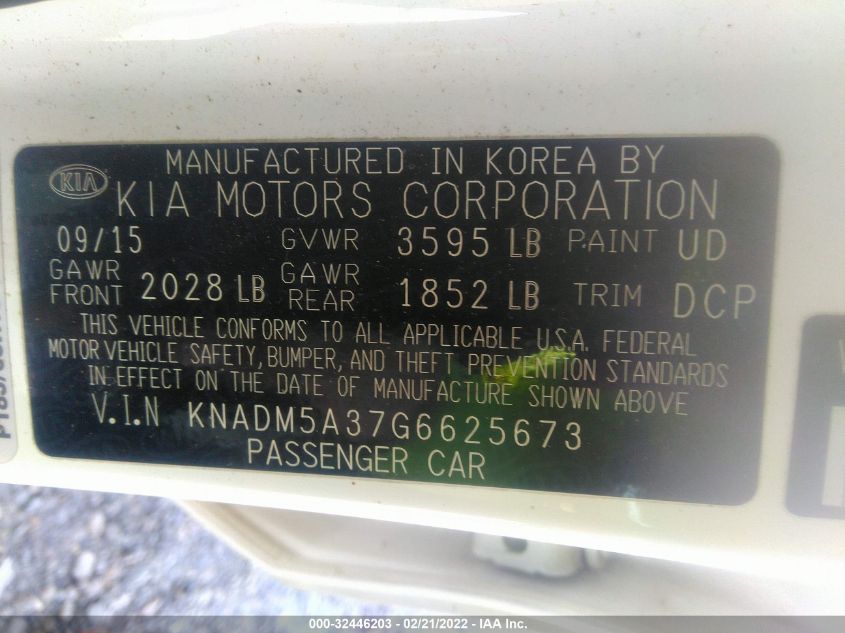 MANUFACTURED IN KOREA BY
KIA KIA MOTORS CORPORATION
09/15 GVWR 3595 LB PAINT UD
GAWR FRONT 2028 LB GAWR REAR 1852 LB TRIM DCP
THIS VEHICLE CONFORMS TO ALL APPLICABLE U.S.A. FEDERAL
MOTOR VEHICLE SAFETY, BUMPER, AND THEFT PREVENTION STANDARDS
IN EFFECT ON THE DATE OF MANUFACTURE SHOWN ABOVE
V.I.N KNADM5A37G6625673
PASSENGER CAR
000-32446203 - 02/21/2022 - IAA Inc.